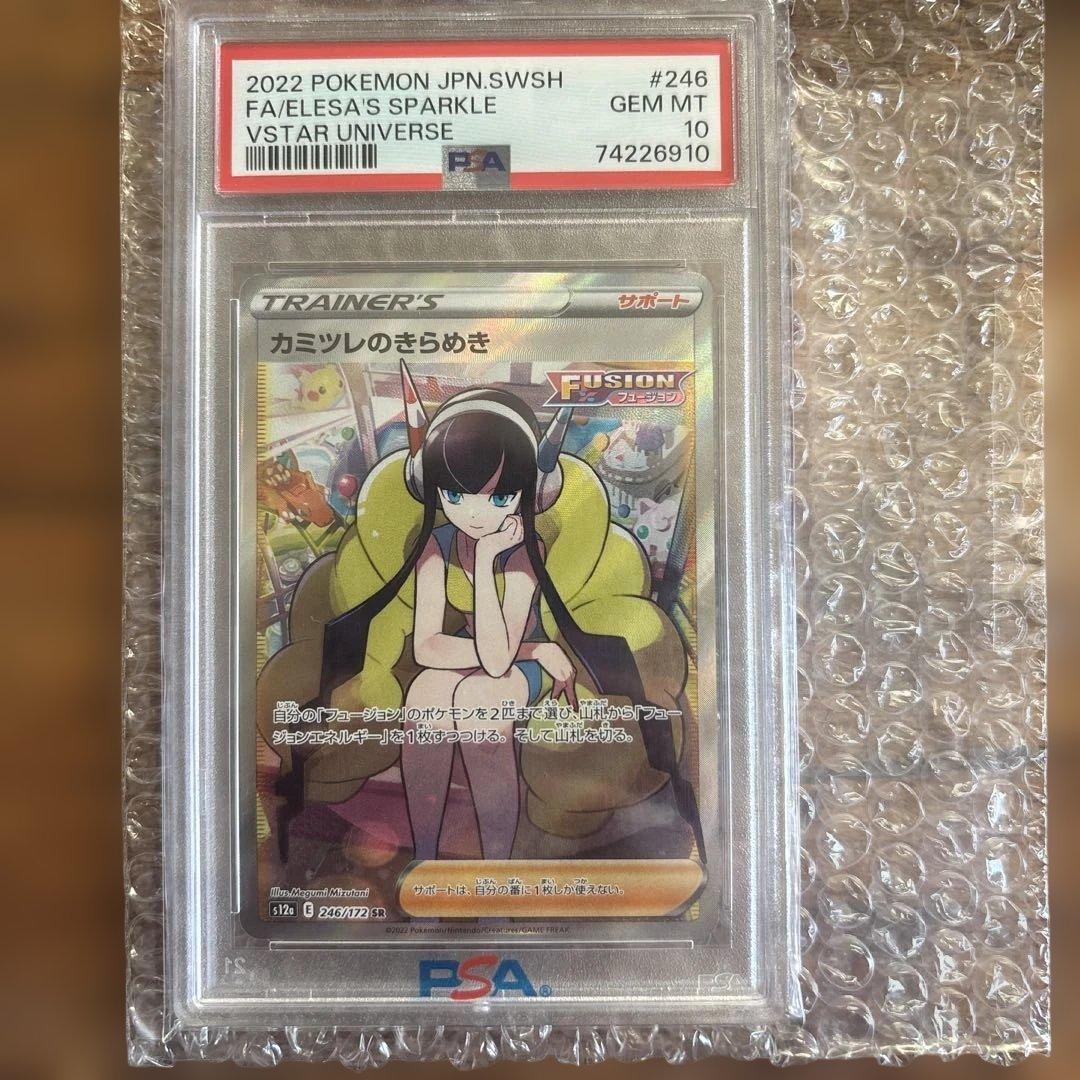 2022 POKEMON JPN.SWSH #246
FA/ELESA'S SPARKLE GEM MT
VSTAR UNIVERSE 10
74226910
PSA
TRAINER'S サポート
カミツレのきらめき
FUSION
フュージョン
自分の「フュージョン」のポケモンを2匹まで選び、山札から「フュー
ジョンエネルギー」を1枚ずつつける。そして山札を切る。
Illus.Megumi Mizutani
サポートは、自分の番に1枚しか使えない。
s12a E 246/172 SR
©2022 Pokémon/Nintendo/Creatures/GAME FREAK
PSA®
PSA
21